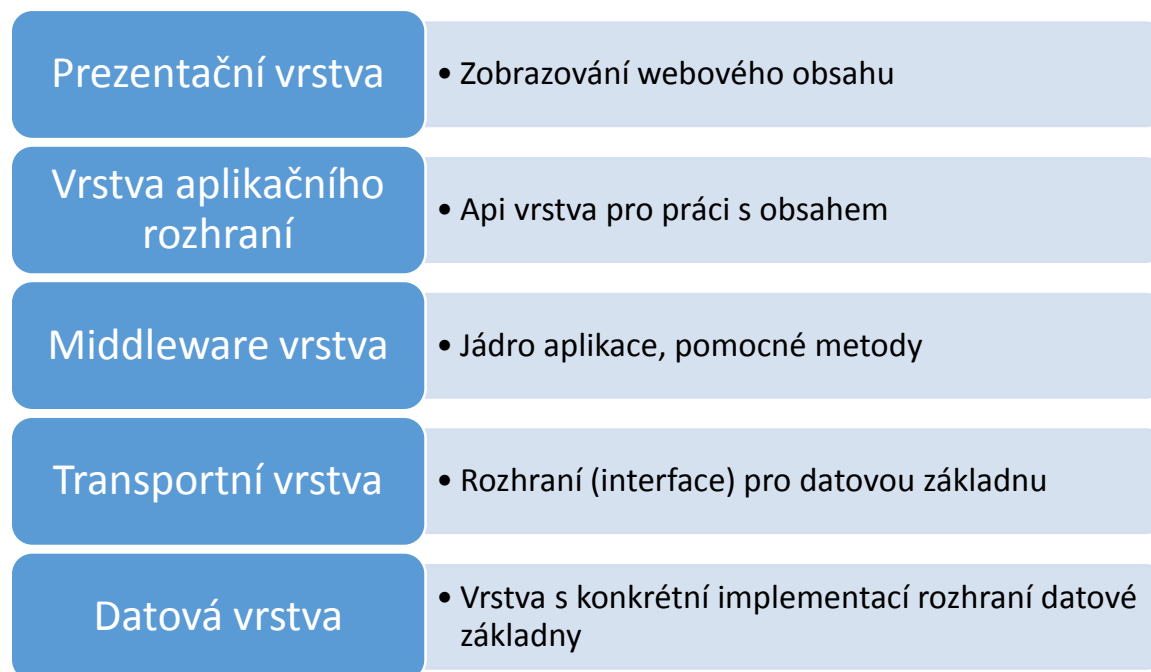 Prezentační vrstva
• Zobrazování webového obsahu
Vrstva aplikačního
rozhraní
• Api vrstva pro práci s obsahem
Middleware vrstva
• Jádro aplikace, pomocné metody
Transportní vrstva
• Rozhraní (interface) pro datovou základnu
Datová vrstva
• Vrstva s konkrétní implementací rozhraní datové
základny